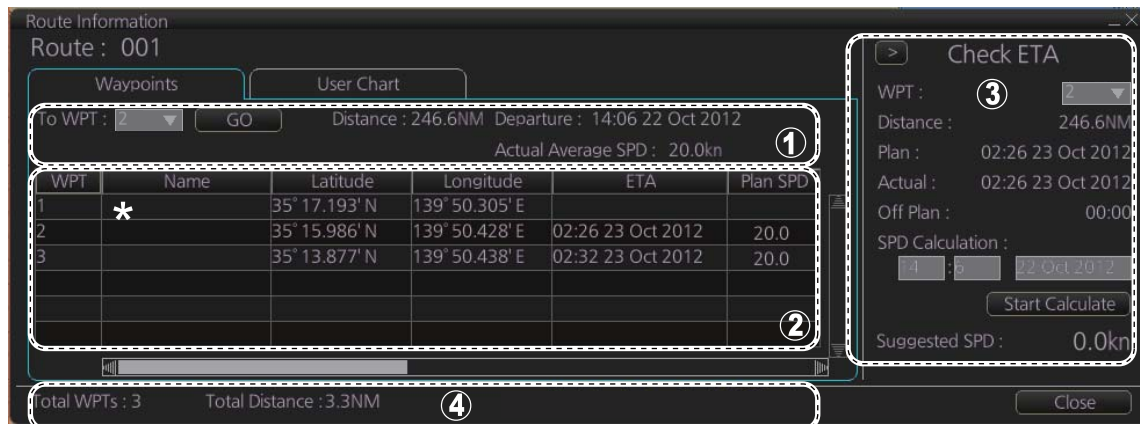 Route Information
Route : 001
Waypoints User Chart
To WPT : 2 GO Distance : 246.6NM Departure : 14:06 22 Oct 2012
Actual Average SPD : 20.0kn
1
WPT Name Latitude Longitude ETA Plan SPD
1 * 35° 17.193' N 139° 50.305' E
2 35° 15.986' N 139° 50.428' E 02:26 23 Oct 2012 20.0
3 35° 13.877' N 139° 50.438' E 02:32 23 Oct 2012 20.0
2
> Check ETA
WPT : 3 2
Distance : 246.6NM
Plan : 02:26 23 Oct 2012
Actual : 02:26 23 Oct 2012
Off Plan : 00:00
SPD Calculation :
14 : 6 22 Oct 2012
Start Calculate
Suggested SPD : 0.0kn
Total WPTs : 3 Total Distance :3.3NM 4 Close